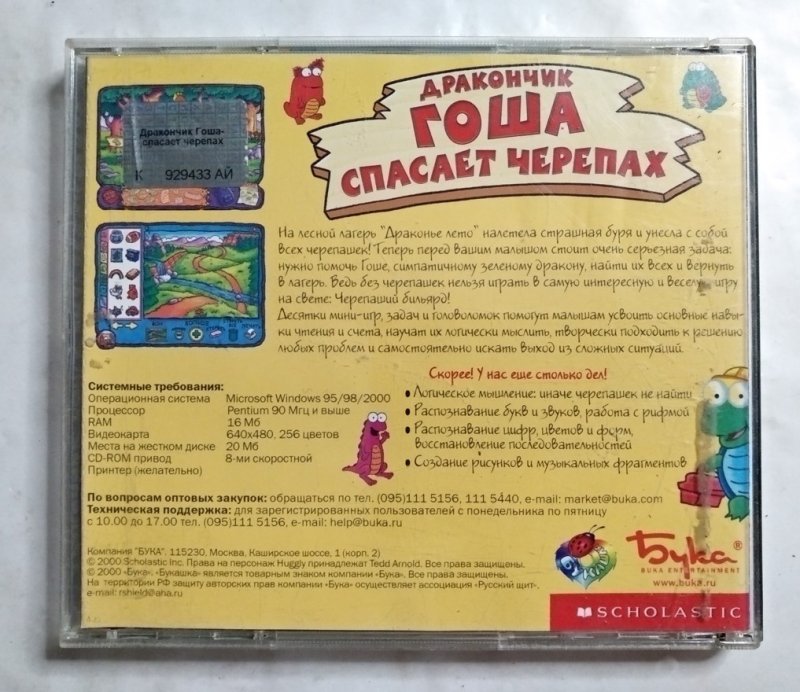 ДРАКОНЧИК
ГОША
СПАСАЕТ ЧЕРЕПАХ
Дракончик Гоша-
спасает черепах
К 929433 АЙ
На лесной лагерь "Драконье лето" налетела страшная буря и унесла с собой
всех черепашек! Теперь перед вашим малышом стоит очень серьезная задача:
нужно помочь Гоше, симпатичному зеленому дракону, найти их всех и вернуть
в лагерь. Ведь без черепашек нельзя играть в самую интересную и веселую игру
на свете: Черепаший бильярд!
Десятки мини-игр, задач и головоломок помогут малышам усвоить основные навы-
ки чтения и счета, научат их логически мыслить, творчески подходить к решению
любых проблем и самостоятельно искать выход из сложных ситуаций.
Скорее! У нас еще столько дел!
• Логическое мышление: иначе черепашек не найти
• Распознавание букв и звуков, работа с рифмой
• Распознавание цифр, цветов и форм,
восстановление последовательностей
• Создание рисунков и музыкальных фрагментов
Системные требования:
Операционная система Microsoft Windows 95/98/2000
Процессор Pentium 90 Мгц и выше
RAM 16 Мб
Видеокарта 640x480, 256 цветов
Места на жестком диске 20 Мб
CD-ROM привод 8-ми скоростной
Принтер (желательно)
По вопросам оптовых закупок: обращаться по тел. (095)111 5156, 111 5440, e-mail: market@buka.com
Техническая поддержка: для зарегистрированных пользователей с понедельника по пятницу
с 10.00 до 17.00 тел. (095)111 5156, e-mail: help@buka.ru
Компания "БУКА". 115230, Москва, Каширское шоссе, 1 (корп. 2)
© 2000 Scholastic Inc. Права на персонаж Huggly принадлежат Tedd Arnold. Все права защищены.
© 2000 «Бука». "Букашка" является товарным знаком компании «Бука». Все права защищены.
На территории РФ защиту авторских прав компании «Бука» осуществляет ассоциация «Русский щит».
e-mail: rshield@aha.ru
Бука®
BUKA ENTERTAINMENT
www.buka.ru
SCHOLASTIC